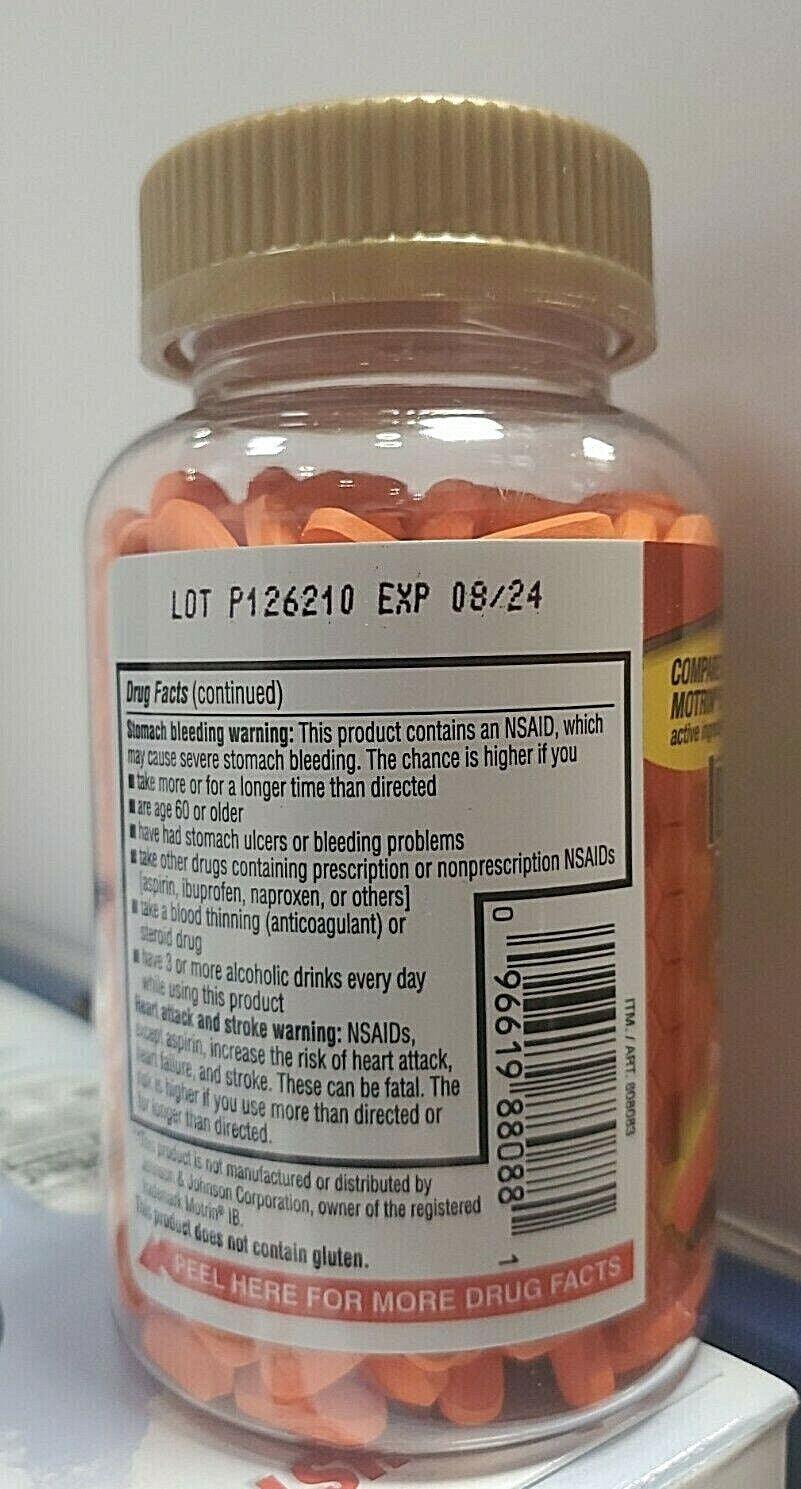 LOT P126210 EXP 08/24
Drug Facts (continued)
Stomach bleeding warning: This product contains an NSAID, which
may cause severe stomach bleeding. The chance is higher if you
■ take more or for a longer time than directed
■ are age 60 or older
■ have had stomach ulcers or bleeding problems
■ take other drugs containing prescription or nonprescription NSAIDs
[aspirin, ibuprofen, naproxen, or others]
■ take a blood thinning (anticoagulant) or
steroid drug
■ have 3 or more alcoholic drinks every day
while using this product
Heart attack and stroke warning: NSAIDs,
except aspirin, increase the risk of heart attack,
heart failure, and stroke. These can be fatal. The
risk is higher if you use more than directed or
for longer than directed.
*This product is not manufactured or distributed by
Johnson & Johnson Corporation, owner of the registered
trademark Motrin® IB.
This product does not contain gluten.
PEEL HERE FOR MORE DRUG FACTS
0 96619 88088 1
ITM. / ART. 808083
MOTRIN
active